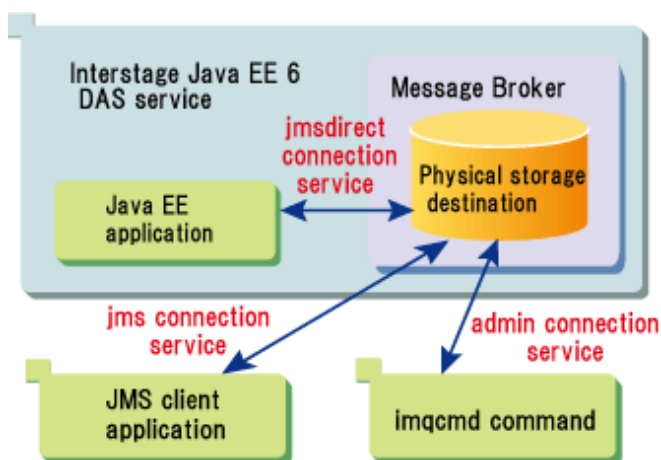 Interstage Java EE 6
DAS service
Message Broker
jmsdirect
connection
service
Physical storage
destination
Java EE
application
jms connection
service
admin connection
service
JMS client
application
imqcmd command